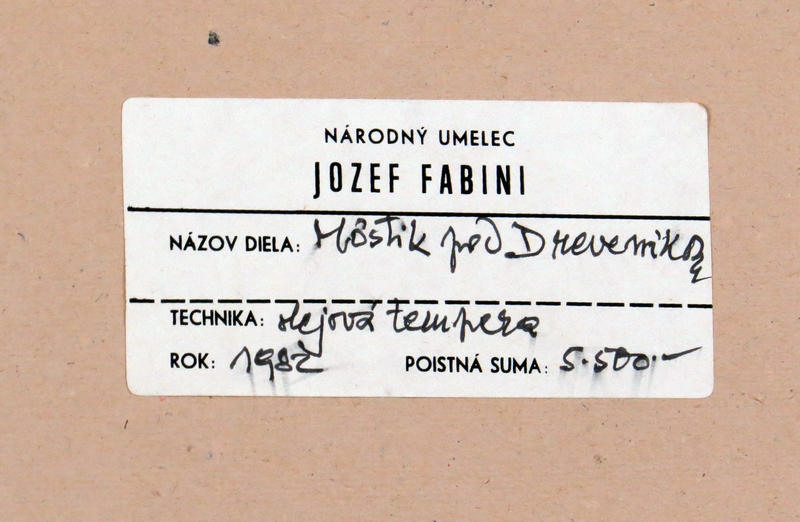 NÁRODNÝ UMELEC
JOZEF FABINI
NÁZOV DIELA: Môstik pod Drevenikom
TECHNIKA: olejová tempera
ROK: 1982 POISTNÁ SUMA: 5.500.-